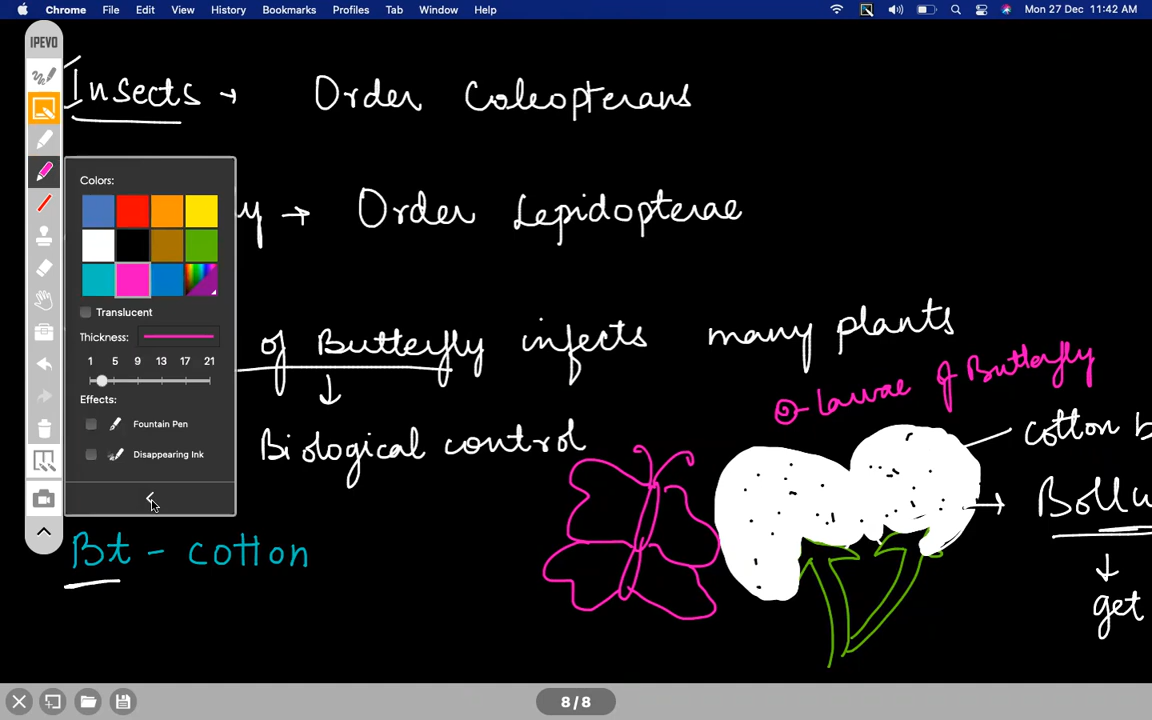 Chrome File Edit View History Bookmarks Profiles Tab Window Help Mon 27 Dec 11:42 AM
IPEVO
Insects → Order Coleopterans
y → Order Lepidopterae
Colors:
Translucent
Thickness:
1 5 9 13 17 21
Effects:
Fountain Pen
Disappearing Ink
of Butterfly infects many plants
larvae of Butterfly
↓
Biological control
cotton b
→ Bollw
↓
get
Bt - cotton
8/8